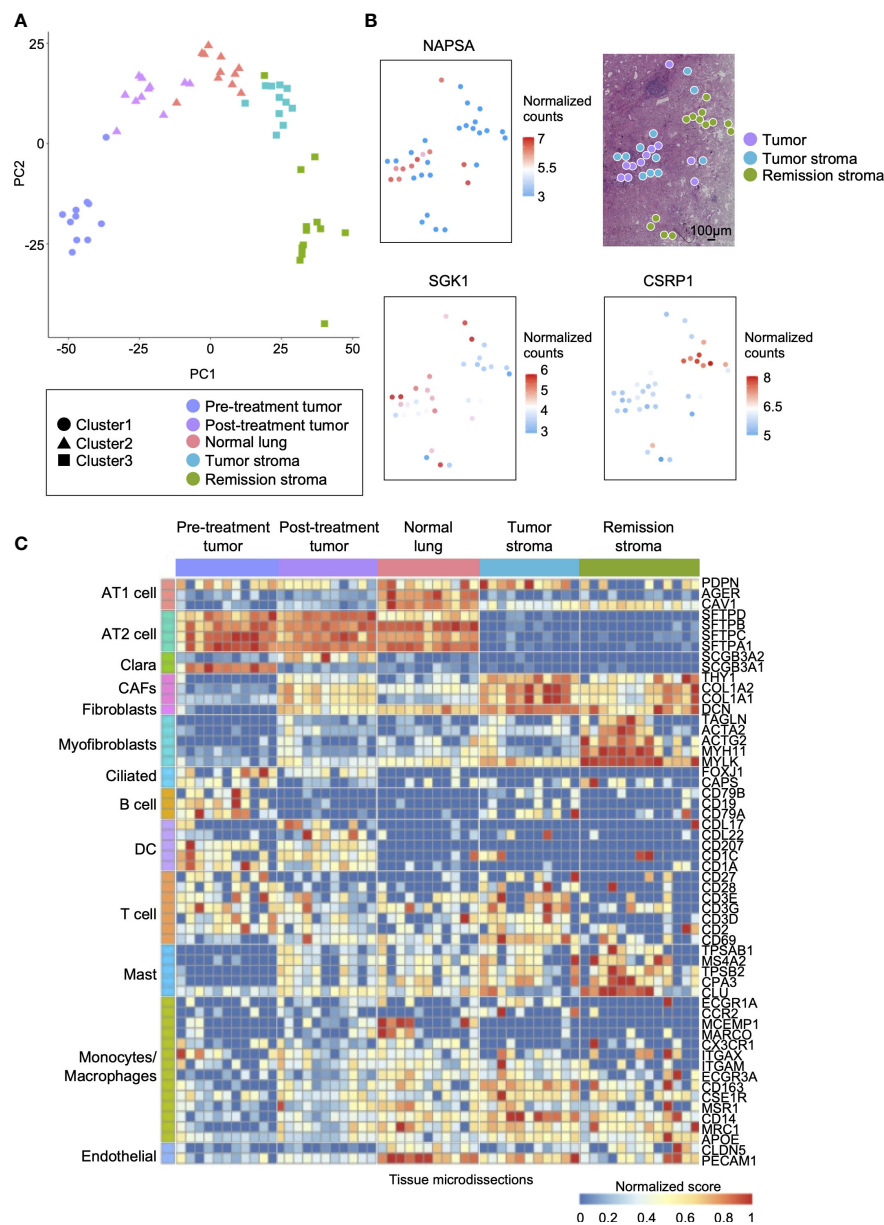 A
25
0
-25
PC2
-50
-25
0
25
50
PC1
Cluster1
Cluster2
Cluster3
Pre-treatment tumor
Post-treatment tumor
Normal lung
Tumor stroma
Remission stroma
B
NAPSA
Normalized
counts
7
5.5
3
100μm
Tumor
Tumor stroma
Remission stroma
SGK1
Normalized
counts
6
5
4
3
CSRP1
Normalized
counts
8
6.5
5
C
Pre-treatment
tumor
Post-treatment
tumor
Normal
lung
Tumor
stroma
Remission
stroma
AT1 cell
AT2 cell
Clara
CAFs
Fibroblasts
Myofibroblasts
Ciliated
B cell
DC
T cell
Mast
Monocytes/
Macrophages
Endothelial
PDPN
AGER
CAV1
SFTPD
SFTPB
SFTPC
SFTPA1
SCGB3A2
SCGB3A1
THY1
COL1A2
COL1A1
DCN
TAGLN
ACTA2
ACTG2
MYH11
MYLK
FOXJ1
CAPS
CD79B
CD19
CD79A
CDL17
CDL22
CD207
CD1C
CD1A
CD27
CD28
CD3E
CD3G
CD3D
CD2
CD69
TPSAB1
MS4A2
TPSB2
CPA3
CLU
ECGR1A
CCR2
MCEMP1
MARCO
CX3CR1
ITGAX
ITGAM
ECGR3A
CD163
CSE1R
MSR1
CD14
MRC1
APOE
CLDN5
PECAM1
Tissue microdissections
Normalized score
0 0.2 0.4 0.6 0.8 1